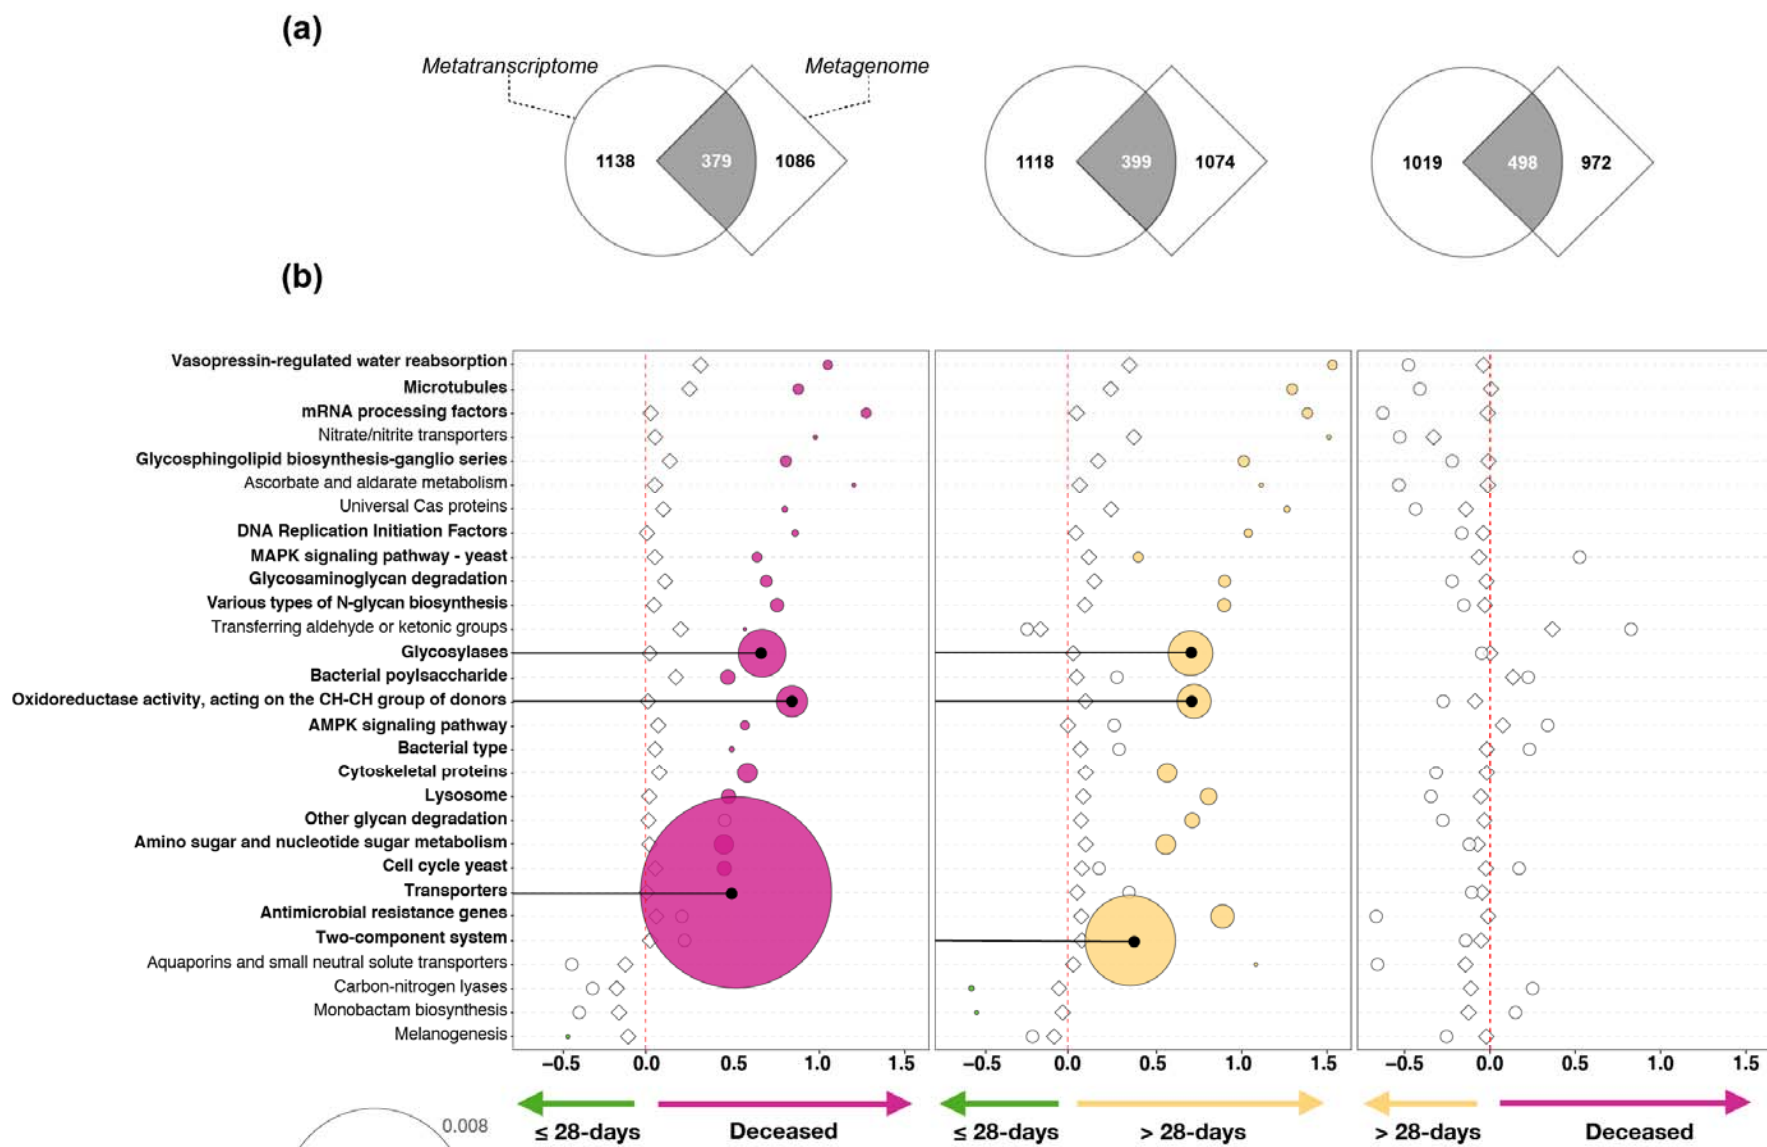 (a)
Metatranscriptome
Metagenome
1138 379 1086
1118 399 1074
1019 498 972
(b)
Vasopressin-regulated water reabsorption
Microtubules
mRNA processing factors
Nitrate/nitrite transporters
Glycosphingolipid biosynthesis-ganglio series
Ascorbate and aldarate metabolism
Universal Cas proteins
DNA Replication Initiation Factors
MAPK signaling pathway - yeast
Glycosaminoglycan degradation
Various types of N-glycan biosynthesis
Transferring aldehyde or ketonic groups
Glycosylases
Bacterial poylsaccharide
Oxidoreductase activity, acting on the CH-CH group of donors
AMPK signaling pathway
Bacterial type
Cytoskeletal proteins
Lysosome
Other glycan degradation
Amino sugar and nucleotide sugar metabolism
Cell cycle yeast
Transporters
Antimicrobial resistance genes
Two-component system
Aquaporins and small neutral solute transporters
Carbon-nitrogen lyases
Monobactam biosynthesis
Melanogenesis
−0.5 0.0 0.5 1.0 1.5
−0.5 0.0 0.5 1.0 1.5
−0.5 0.0 0.5 1.0 1.5
≤ 28-days Deceased
≤ 28-days > 28-days
> 28-days Deceased
0.008